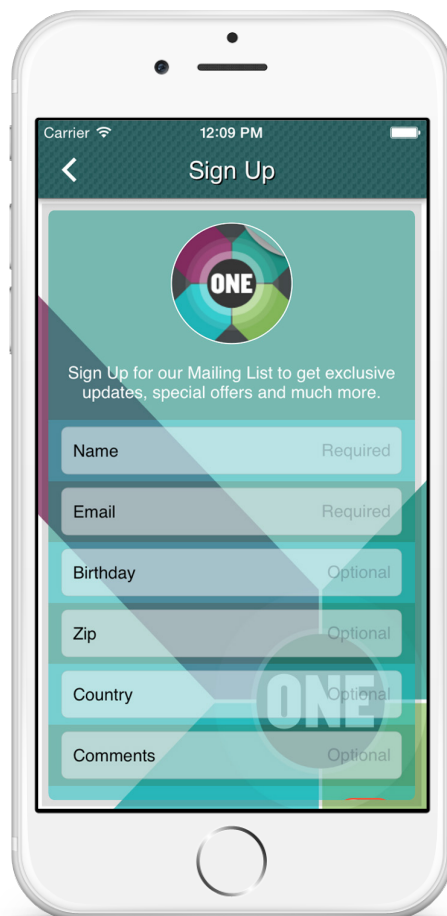 Carrier 12:09 PM
Sign Up
ONE
Sign Up for our Mailing List to get exclusive
updates, special offers and much more.
Name Required
Email Required
Birthday Optional
Zip Optional
Country Optional
ONE
Comments Optional